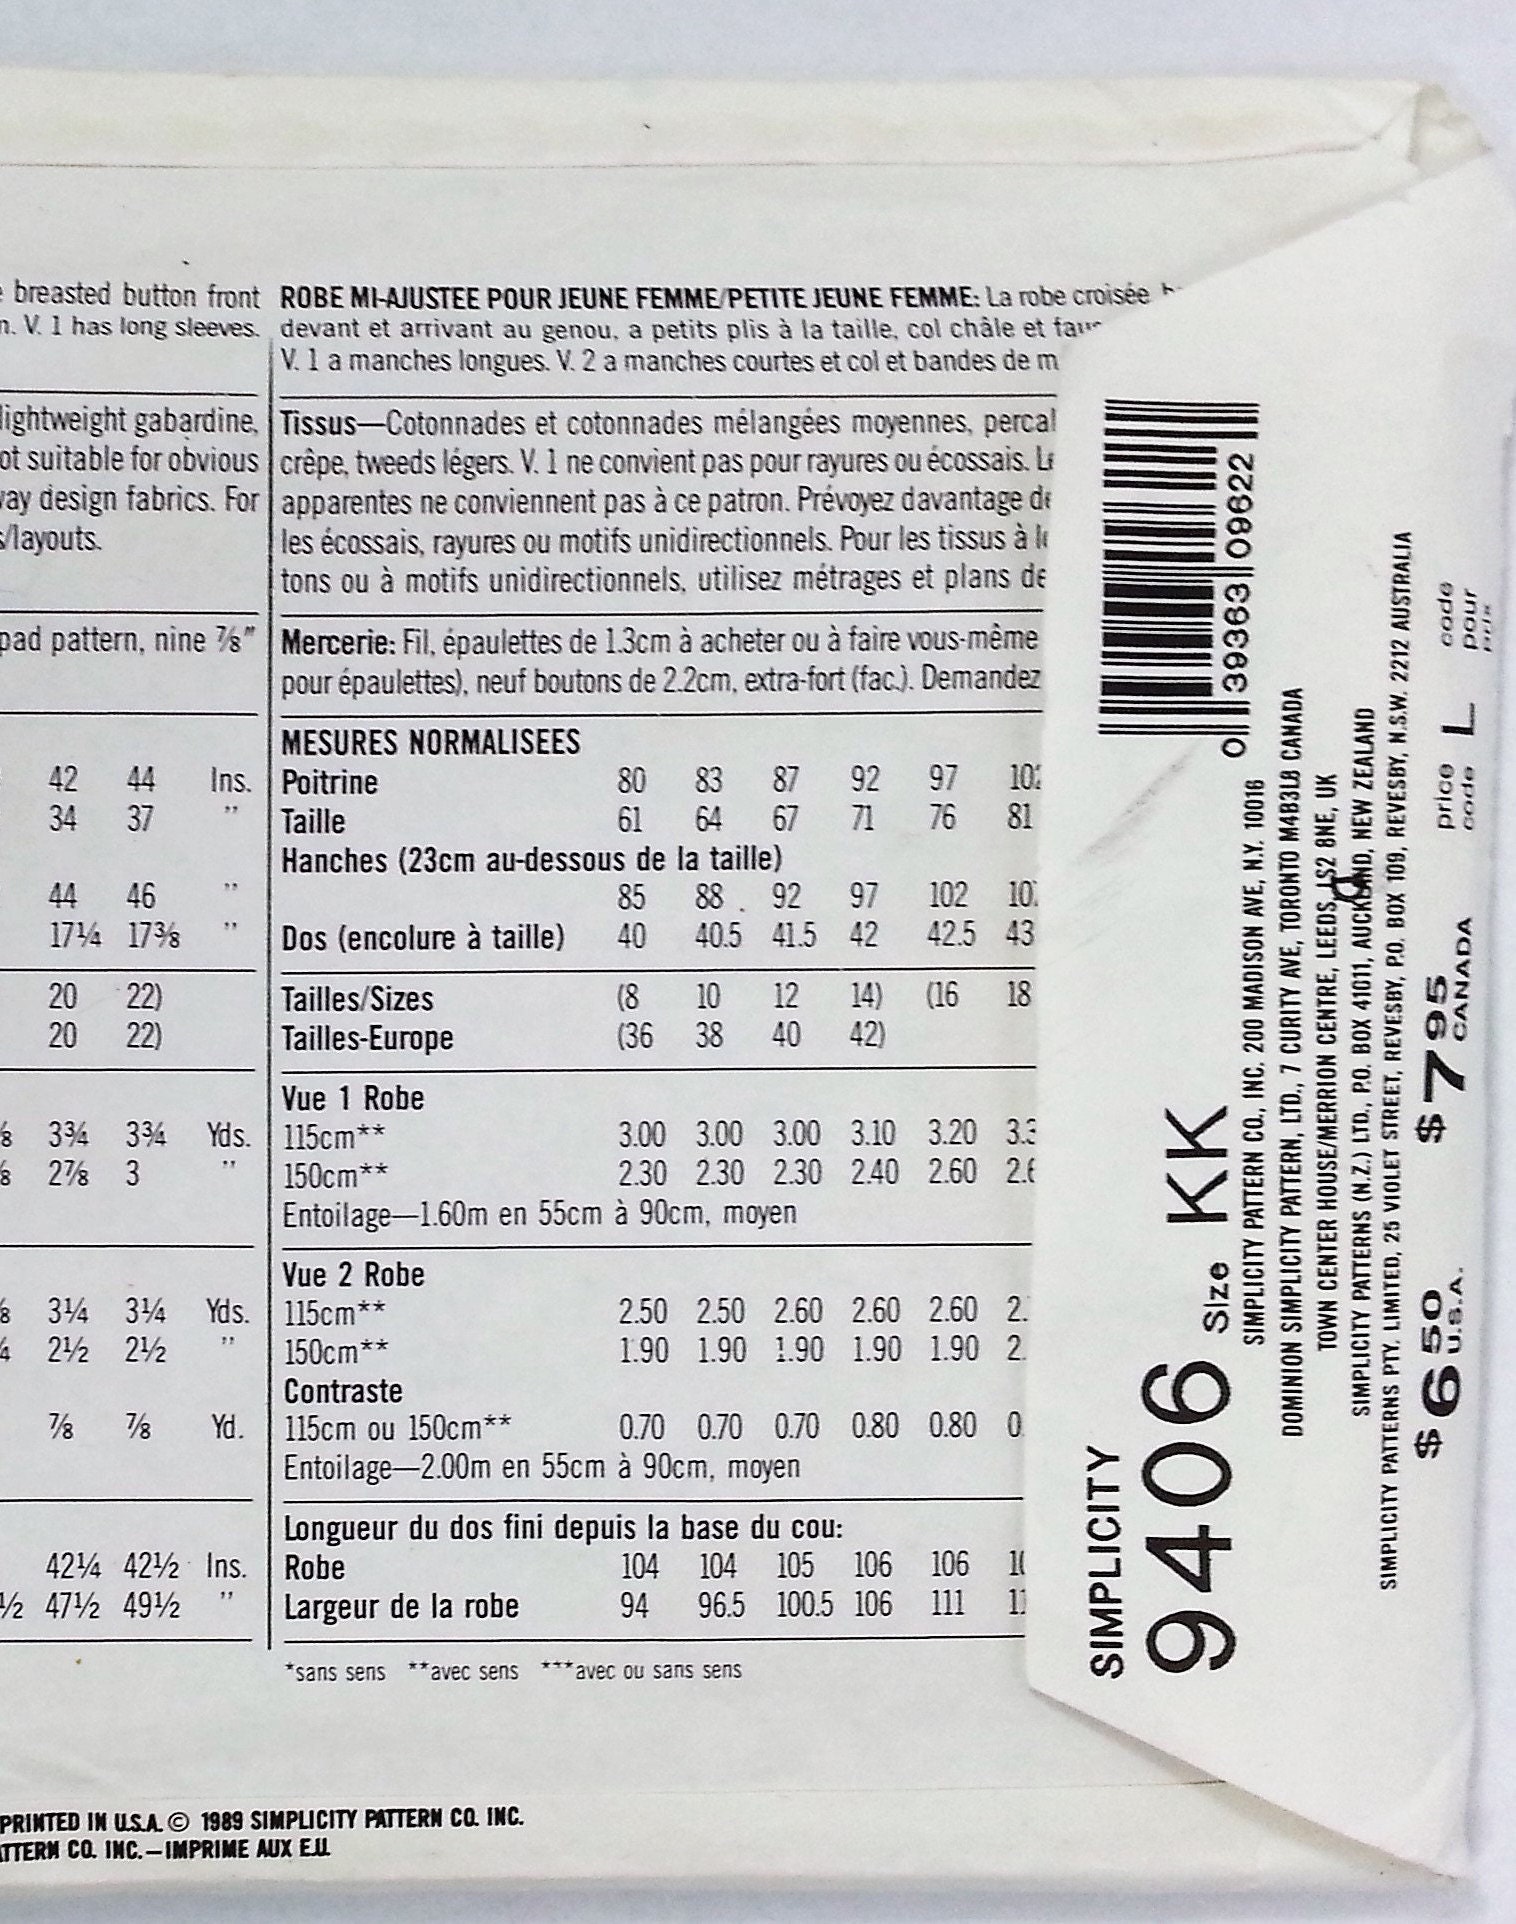 breasted button front
V. 1 has long sleeves.
lightweight gabardine,
suitable for obvious
design fabrics. For
/layouts.
pad pattern, nine ⅞"
42 44 Ins.
34 37 "
44 46 "
17¼ 17⅜ "
20 22)
20 22)
3¾ 3¾ Yds.
2⅞ 3 "
3¼ 3¼ Yds.
2½ 2½ "
⅞ ⅞ Yd.
42¼ 42½ Ins.
47½ 49½ "
ROBE MI-AJUSTEE POUR JEUNE FEMME/PETITE JEUNE FEMME: La robe croisée
devant et arrivant au genou, a petits plis à la taille, col châle et
V. 1 a manches longues. V. 2 a manches courtes et col et bandes de
Tissus—Cotonnades et cotonnades mélangées moyennes,
crêpe, tweeds légers. V. 1 ne convient pas pour rayures ou écossais.
apparentes ne conviennent pas à ce patron. Prévoyez davantage
les écossais, rayures ou motifs unidirectionnels. Pour les tissus à
tons ou à motifs unidirectionnels, utilisez métrages et plans
Mercerie: Fil, épaulettes de 1.3cm à acheter ou à faire vous-même
pour épaulettes), neuf boutons de 2.2cm, extra-fort (fac.). Demandez
MESURES NORMALISEES
Poitrine 80 83 87 92 97
Taille 61 64 67 71 76 81
Hanches (23cm au-dessous de la taille)
85 88 92 97 102
Dos (encolure à taille) 40 40.5 41.5 42 42.5 43
Tailles/Sizes (8 10 12 14) (16 18
Tailles-Europe (36 38 40 42)
Vue 1 Robe
115cm** 3.00 3.00 3.00 3.10 3.20
150cm** 2.30 2.30 2.30 2.40 2.60
Entoilage—1.60m en 55cm à 90cm, moyen
Vue 2 Robe
115cm** 2.50 2.50 2.60 2.60 2.60
150cm** 1.90 1.90 1.90 1.90 1.90
Contraste
115cm ou 150cm** 0.70 0.70 0.70 0.80 0.80
Entoilage—2.00m en 55cm à 90cm, moyen
Longueur du dos fini depuis la base du cou:
Robe 104 104 105 106 106
Largeur de la robe 94 96.5 100.5 106 111
*sans sens **avec sens ***avec ou sans sens
PRINTED IN U.S.A. © 1989 SIMPLICITY PATTERN CO. INC.
CO. INC.—IMPRIME AUX E.U.
SIMPLICITY
9406 Size KK
0 39363 09622
SIMPLICITY PATTERN CO., INC. 200 MADISON AVE, N.Y. 10016
DOMINION SIMPLICITY PATTERN, LTD., 7 CURITY AVE, TORONTO M4B3L8 CANADA
TOWN CENTER HOUSE/MERRION CENTRE, LEEDS, LS2 8NE, UK
SIMPLICITY PATTERNS (N.Z.) LTD., P.O. BOX 41011, AUCKLAND, NEW ZEALAND
SIMPLICITY PATTERNS PTY. LIMITED, 25 VIOLET STREET, REVESBY, P.O. BOX 109, REVESBY, N.S.W. 2212 AUSTRALIA
$6 50 U.S.A.
$7 95 CANADA
price code L code pour prix